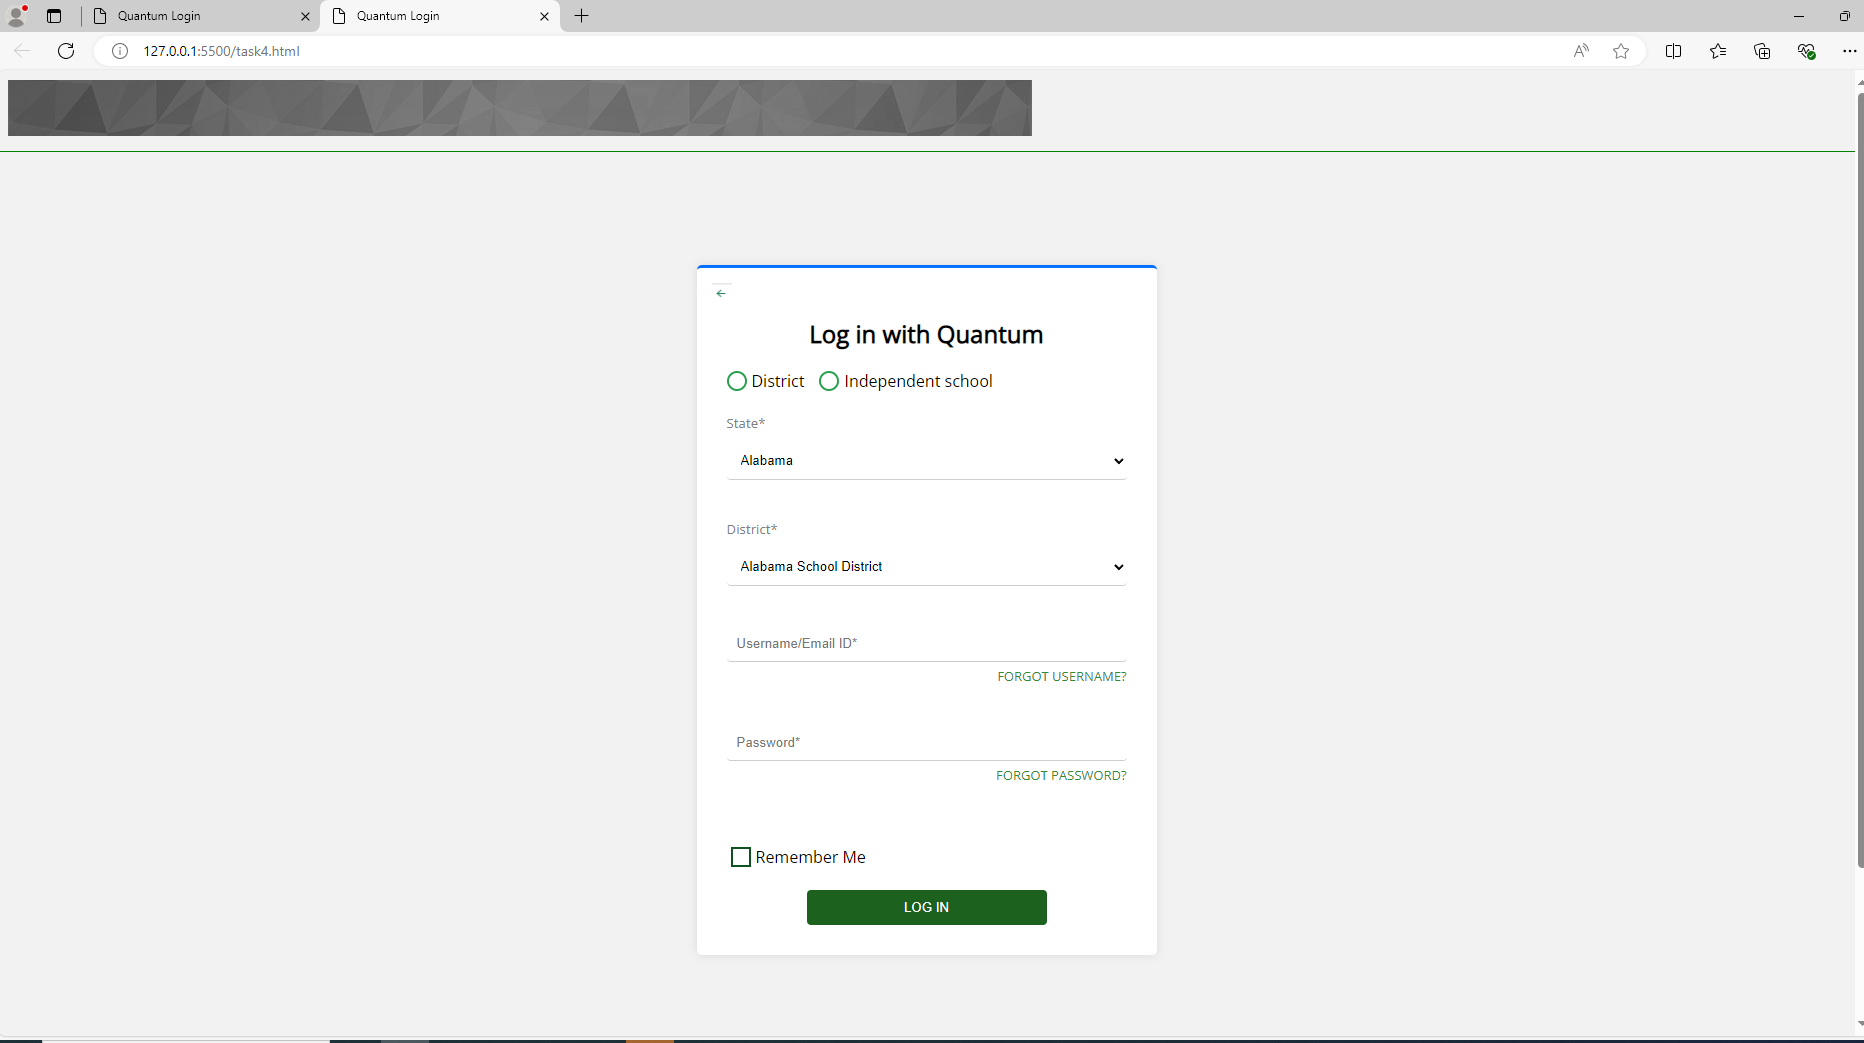 Quantum Login
Quantum Login
127.0.0.1:5500/task4.html
Log in with Quantum
District
Independent school
State*
Alabama
District*
Alabama School District
Username/Email ID*
FORGOT USERNAME?
Password*
FORGOT PASSWORD?
Remember Me
LOG IN